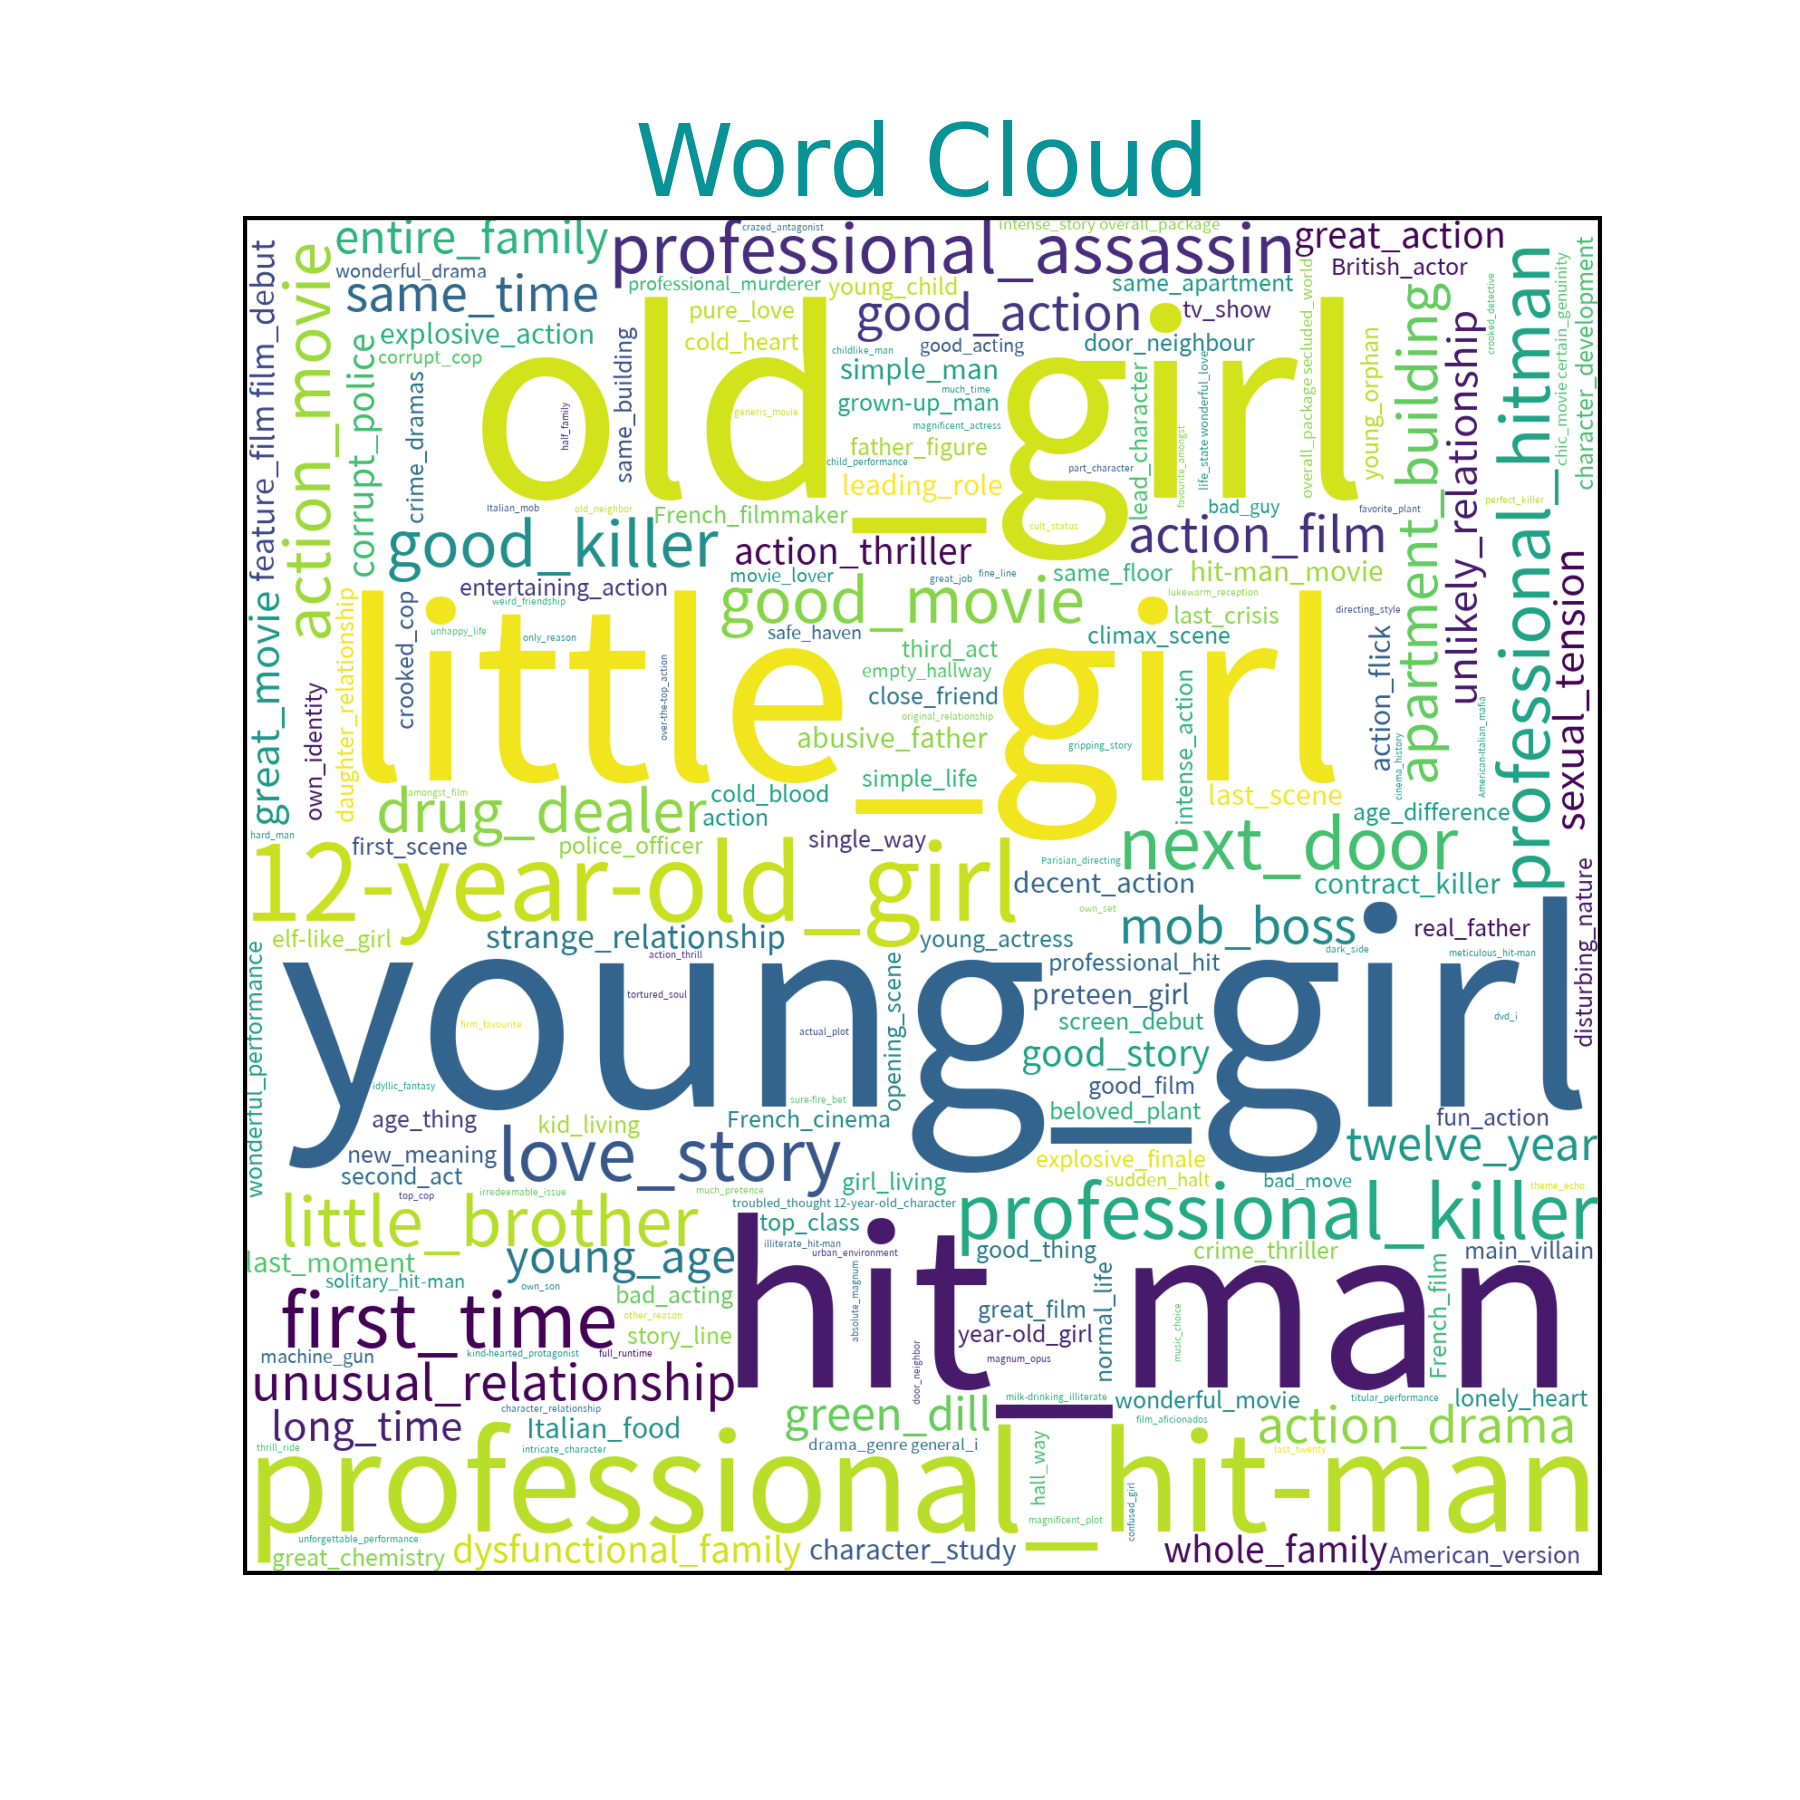 Word Cloud
crazed_antagonist
intense_story overall_package
entire_family
professional_assassin
great_action
wonderful_drama
British_actor
same_time
professional_murderer
young_child
same_apartment
pure_love
good_action
tv_show
explosive_action
cold_heart
childlike_man
good_acting
door_neighbour
corrupt_cop
simple_man
much_time
grown-up_man
old_girl
generis_movie
magnificent_actress
father_figure
child_performance
part_character
leading_role
Italian_mob
old_neighbor
French_filmmaker
cult_status
bad_guy
favorite_plant
perfect_killer
good_killer
action_thriller
action_film
entertaining_action
movie_lover
great_job
fine_line
same_floor
hit-man_movie
weird_friendship
good_movie
lukewarm_reception
last_crisis
directing_style
unhappy_life
only_reason
safe_haven
climax_scene
third_act
empty_hallway
close_friend
little_girl
original_relationship
abusive_father
gripping_story
simple_life
amongst_film
cold_blood
last_scene
drug_dealer
action
age_difference
hard_man
first_scene
police_officer
single_way
next_door
12-year-old_girl
Parisian_directing
decent_action
contract_killer
own_set
elf-like_girl
strange_relationship
young_actress
mob_boss
real_father
action_thrill
dark_side
meticulous_hit-man
professional_hit
tortured_soul
preteen_girl
firm_favourite
actual_plot
screen_debut
dvd_i
young_girl
good_story
idyllic_fantasy
good_film
sure-fire_bet
beloved_plant
age_thing
kid_living
French_cinema
fun_action
new_meaning
love_story
explosive_finale
twelve_year
second_act
girl_living
sudden_halt
bad_move
top_cop
irredeemable_issue
much_pretence
theme_echo
troubled_thought 12-year-old_character
little_brother
top_class
professional_killer
last_moment
young_age
illiterate_hit-man
urban_environment
good_thing
crime_thriller
main_villain
solitary_hit-man
own_son
hit_man
first_time
bad_acting
other_reason
great_film
story_line
year-old_girl
machine_gun
kind-hearted_protagonist
full_runtime
magnum_opus
unusual_relationship
milk-drinking_illiterate
wonderful_movie
titular_performance
lonely_heart
character_relationship
green_dill
film_aficionados
long_time
Italian_food
action_drama
thrill_ride
intricate_character
drama_genre general_i
last_twenty
professional_hit-man
magnificent_plot
unforgettable_performance
great_chemistry
dysfunctional_family
character_study
whole_family
American_version
feature_film film_debut
great_movie
action_movie
corrupt_police
crime_dramas
half_family
same_building
lead_character
favourite_amongst
life_state wonderful_love
overall_package secluded_world
young_orphan
apartment_building
unlikely_relationship
crooked_detective
professional_hitman
chic_movie certain_genuinity
character_development
own_identity
daughter_relationship
crooked_cop
over-the-top_action
intense_action
action_flick
cinema_history
American-italian_mafia
sexual_tension
disturbing_nature
wonderful_performance
opening_scene
absolute_magnum
door_neighbor
normal_life
music_choice
French_film
hall_way
confused_girl